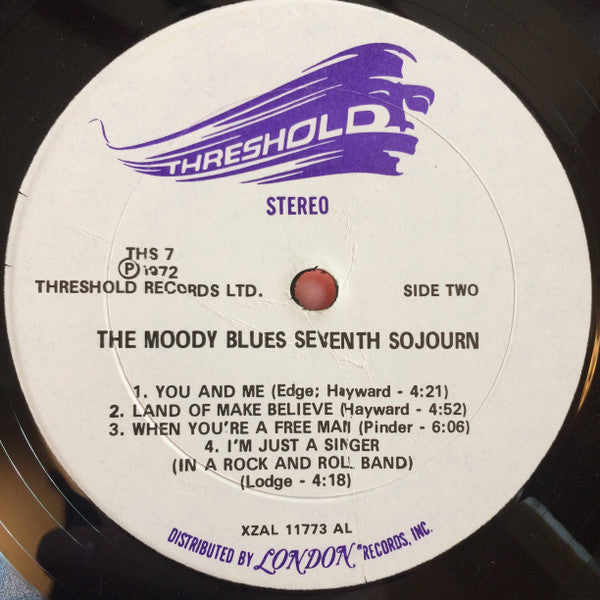 THRESHOLD
STEREO
THS 7
℗ 1972
THRESHOLD RECORDS LTD.
SIDE TWO
THE MOODY BLUES SEVENTH SOJOURN
1. YOU AND ME (Edge; Hayward - 4:21)
2. LAND OF MAKE BELIEVE (Hayward - 4:52)
3. WHEN YOU'RE A FREE MAN (Pinder - 6:06)
4. I'M JUST A SINGER
(IN A ROCK AND ROLL BAND)
(Lodge - 4:18)
XZAL 11773 AL
DISTRIBUTED BY LONDON® RECORDS, INC.